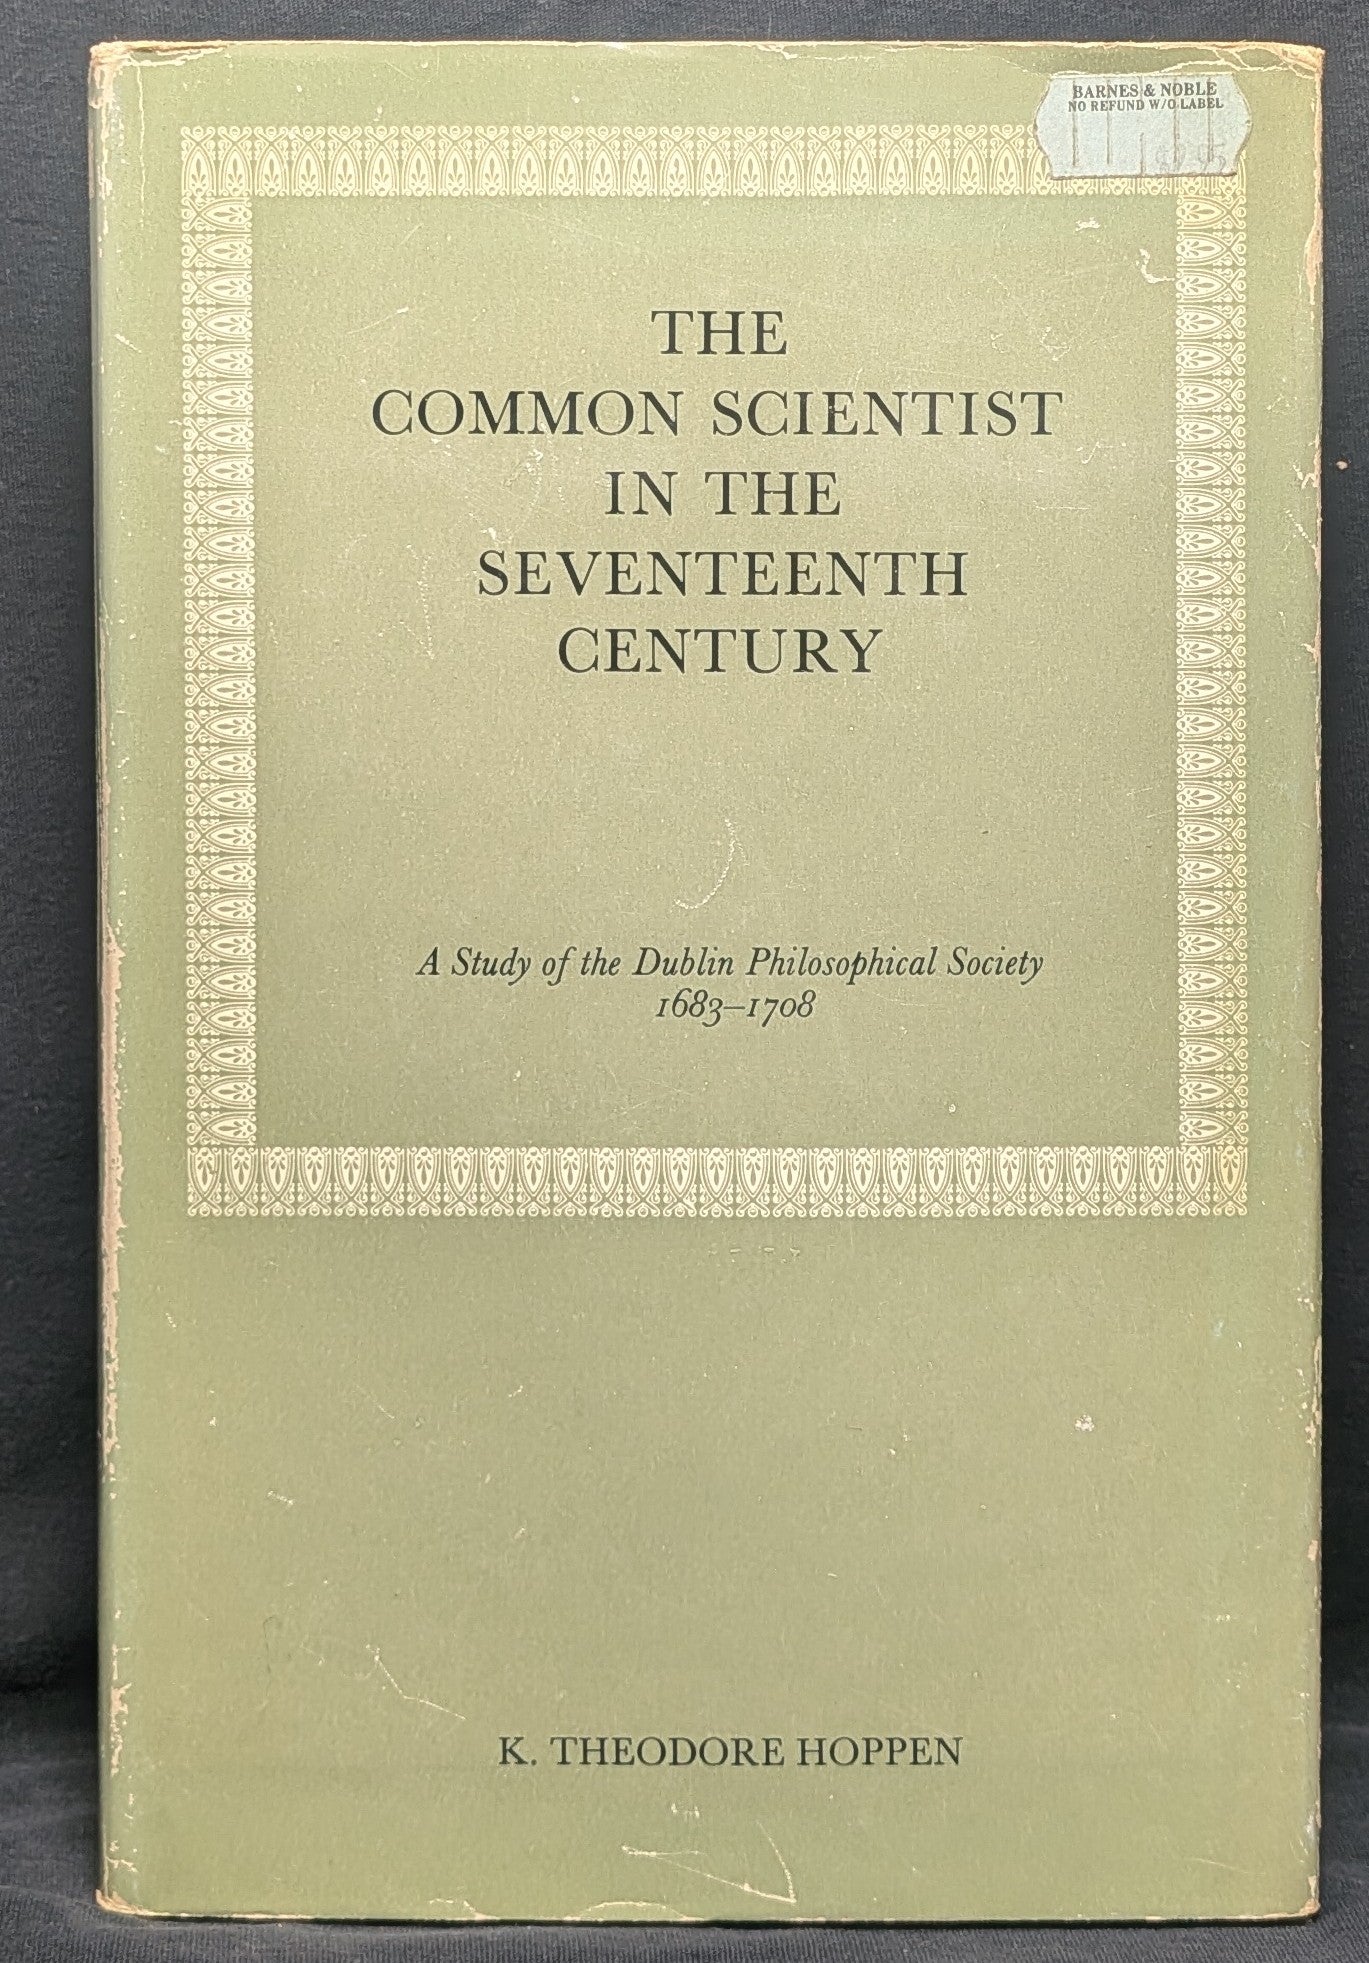 BARNES & NOBLE
NO REFUND W/O LABEL
THE
COMMON SCIENTIST
IN THE
SEVENTEENTH
CENTURY
A Study of the Dublin Philosophical Society
1683–1708
K. THEODORE HOPPEN